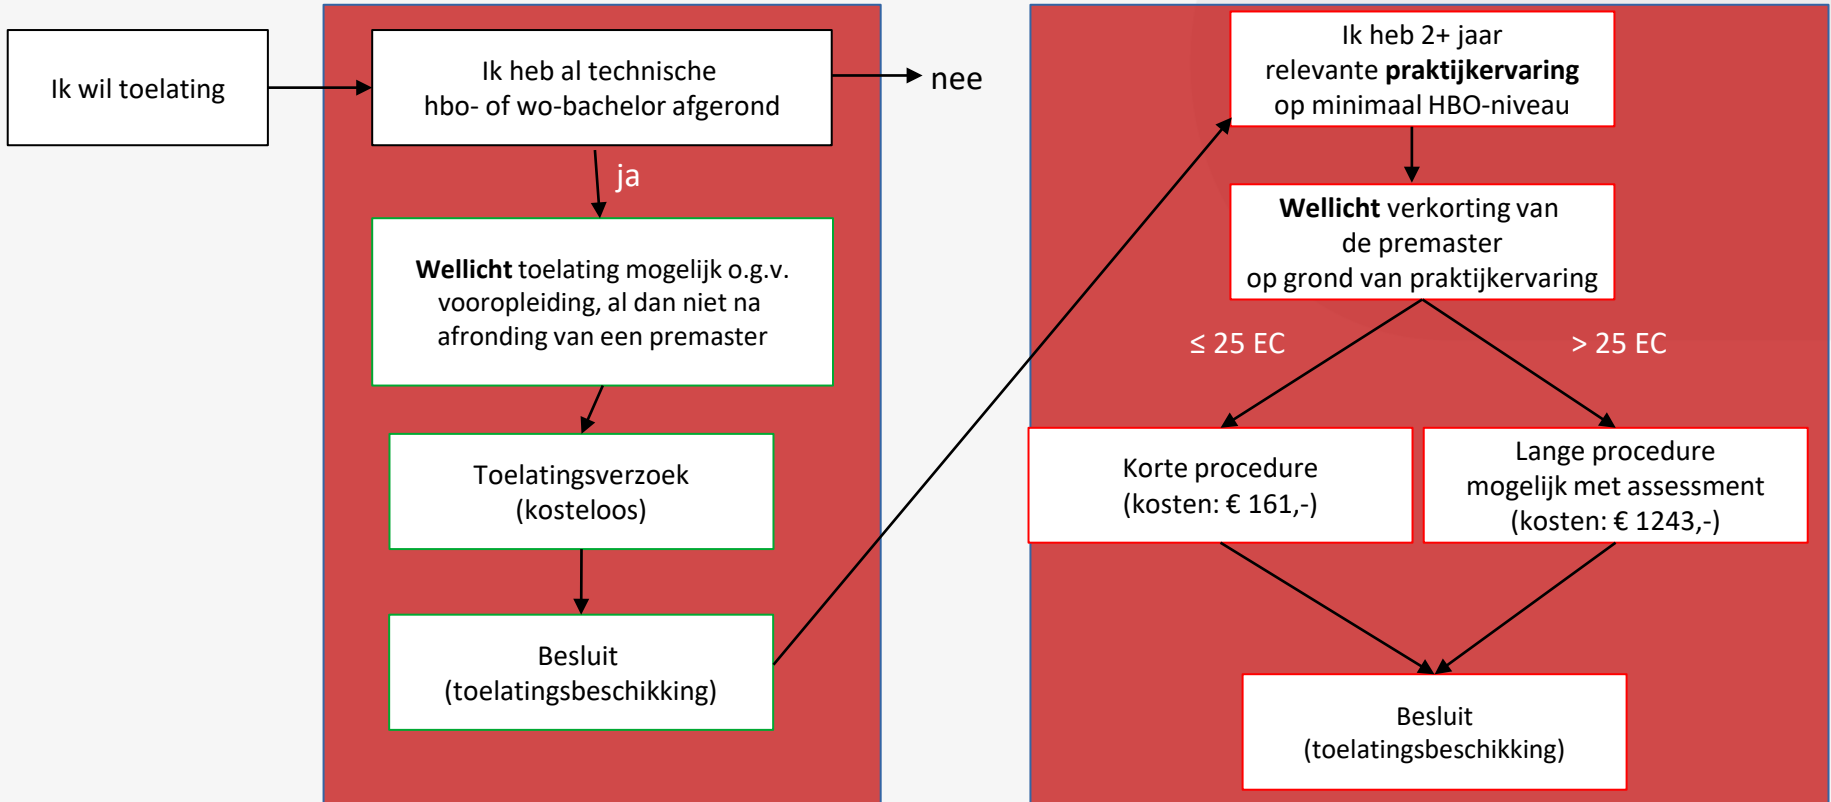 Ik wil toelating
Ik heb al technische
hbo- of wo-bachelor afgerond
nee
ja
Wellicht toelating mogelijk o.g.v.
vooropleiding, al dan niet na
afronding van een premaster
Toelatingsverzoek
(kosteloos)
Besluit
(toelatingsbeschikking)
Ik heb 2+ jaar
relevante praktijkervaring
op minimaal HBO-niveau
Wellicht verkorting van
de premaster
op grond van praktijkervaring
≤ 25 EC
> 25 EC
Korte procedure
(kosten: € 161,-)
Lange procedure
mogelijk met assessment
(kosten: € 1243,-)
Besluit
(toelatingsbeschikking)